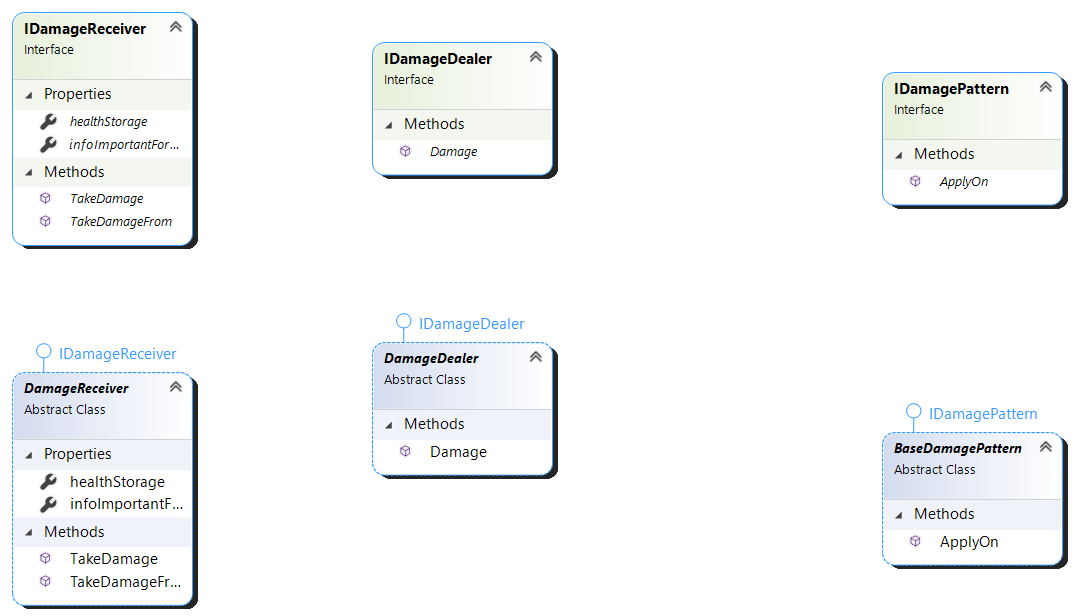 IDamageReceiver
Interface
Properties
healthStorage
infoImportantFor...
Methods
TakeDamage
TakeDamageFrom
IDamageDealer
Interface
Methods
Damage
IDamagePattern
Interface
Methods
ApplyOn
IDamageReceiver
DamageReceiver
Abstract Class
Properties
healthStorage
infoImportantF...
Methods
TakeDamage
TakeDamageFr...
IDamageDealer
DamageDealer
Abstract Class
Methods
Damage
IDamagePattern
BaseDamagePattern
Abstract Class
Methods
ApplyOn